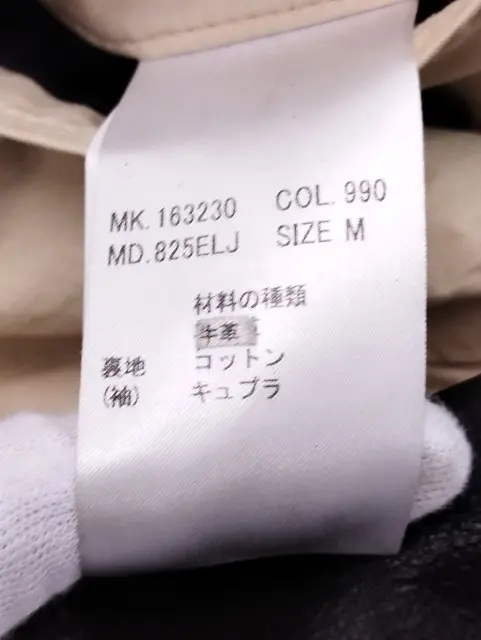 MK.163230 COL.990
MD.825ELJ SIZE M
材料の種類
牛革
裏地 コットン
(袖) キュプラ